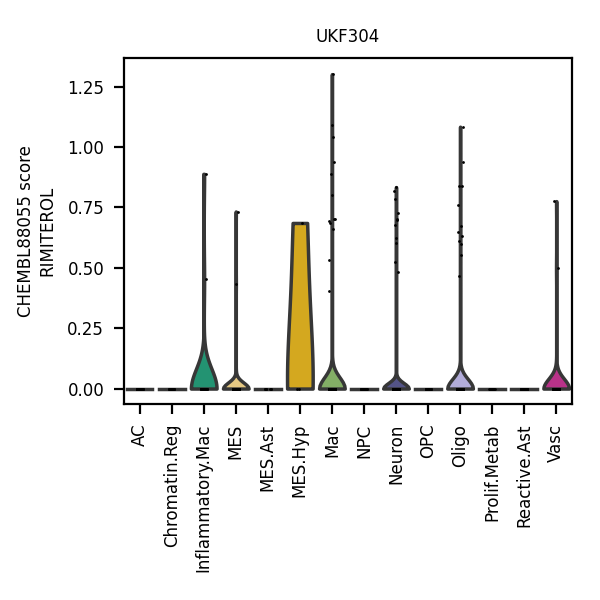 UKF304
CHEMBL88055 score
RIMITEROL
1.25
1.00
0.75
0.50
0.25
0.00
AC
Chromatin.Reg
Inflammatory.Mac
MES
MES.Ast
MES.Hyp
Mac
NPC
Neuron
OPC
Oligo
Prolif.Metab
Reactive.Ast
Vasc